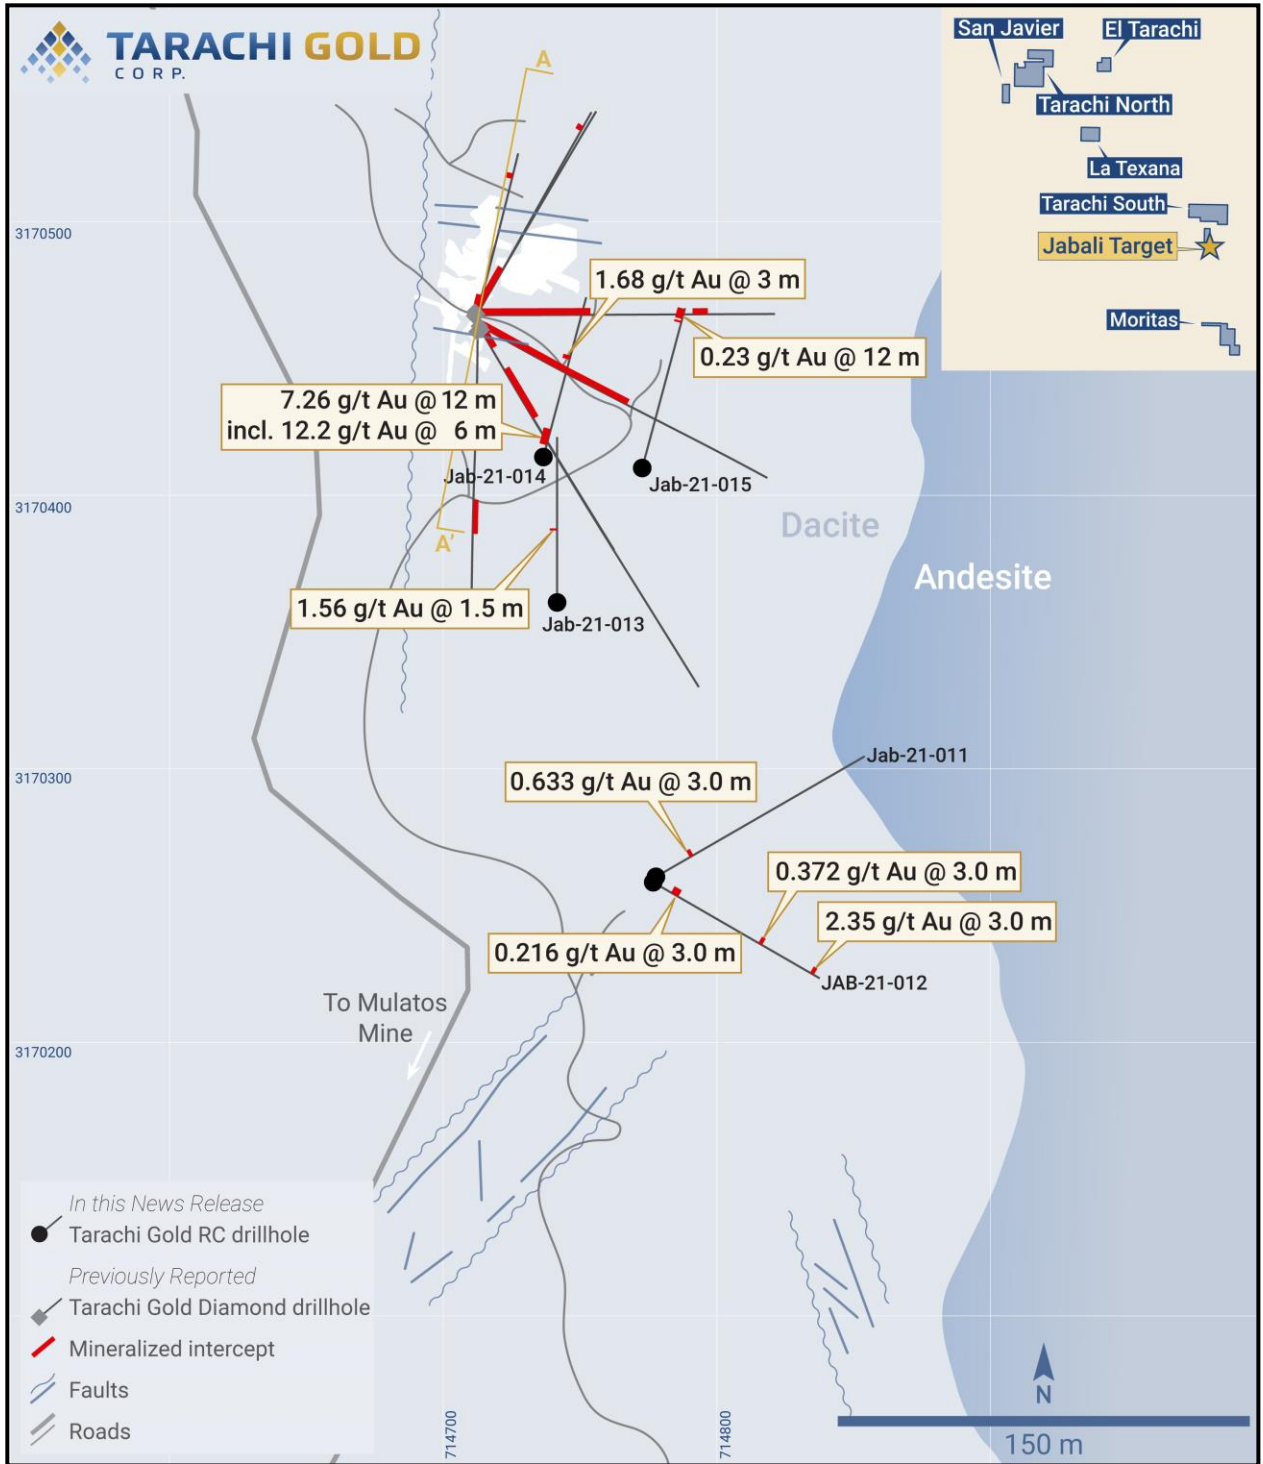 TARACHI GOLD
CORP.
San Javier
El Tarachi
Tarachi North
La Texana
Tarachi South
Jabali Target
Moritas
A
3170500
1.68 g/t Au @ 3 m
0.23 g/t Au @ 12 m
7.26 g/t Au @ 12 m
incl. 12.2 g/t Au @ 6 m
Jab-21-014
Jab-21-015
3170400
A'
Dacite
Andesite
1.56 g/t Au @ 1.5 m
Jab-21-013
3170300
Jab-21-011
0.633 g/t Au @ 3.0 m
0.372 g/t Au @ 3.0 m
2.35 g/t Au @ 3.0 m
0.216 g/t Au @ 3.0 m
JAB-21-012
To Mulatos
Mine
3170200
In this News Release
Tarachi Gold RC drillhole
Previously Reported
Tarachi Gold Diamond drillhole
Mineralized intercept
Faults
Roads
714700
714800
N
150 m